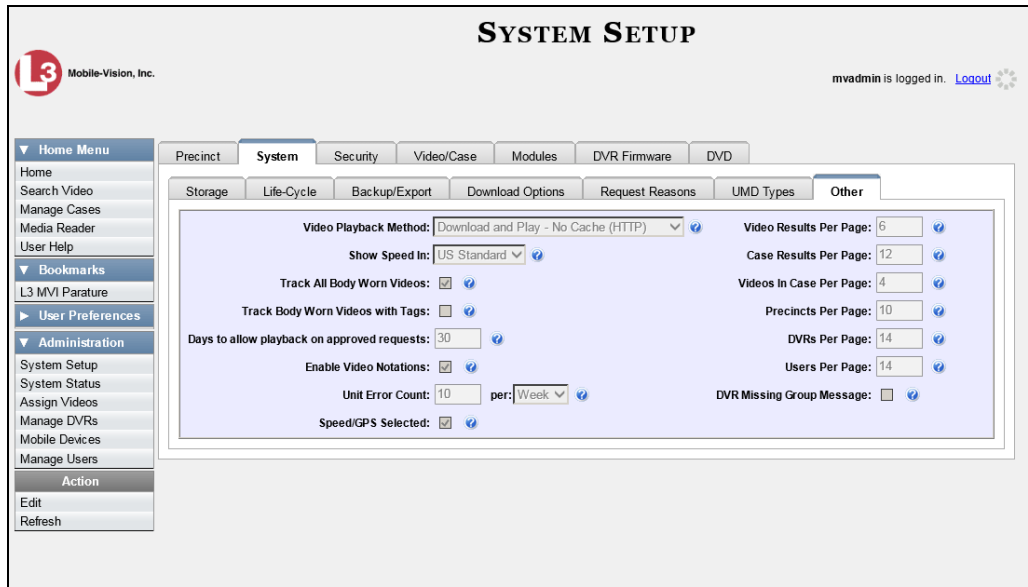 SYSTEM SETUP
L3 Mobile-Vision, Inc.
mvadmin is logged in. Logout
▼ Home Menu
Home
Search Video
Manage Cases
Media Reader
User Help
▼ Bookmarks
L3 MVI Parature
▶ User Preferences
▼ Administration
System Setup
System Status
Assign Videos
Manage DVRs
Mobile Devices
Manage Users
Action
Edit
Refresh
Precinct System Security Video/Case Modules DVR Firmware DVD
Storage Life-Cycle Backup/Export Download Options Request Reasons UMD Types Other
Video Playback Method: Download and Play - No Cache (HTTP) ?
Show Speed In: US Standard ?
Track All Body Worn Videos: ?
Track Body Worn Videos with Tags: ?
Days to allow playback on approved requests: 30 ?
Enable Video Notations: ?
Unit Error Count: 10 per: Week ?
Speed/GPS Selected: ?
Video Results Per Page: 6 ?
Case Results Per Page: 12 ?
Videos In Case Per Page: 4 ?
Precincts Per Page: 10 ?
DVRs Per Page: 14 ?
Users Per Page: 14 ?
DVR Missing Group Message: ?